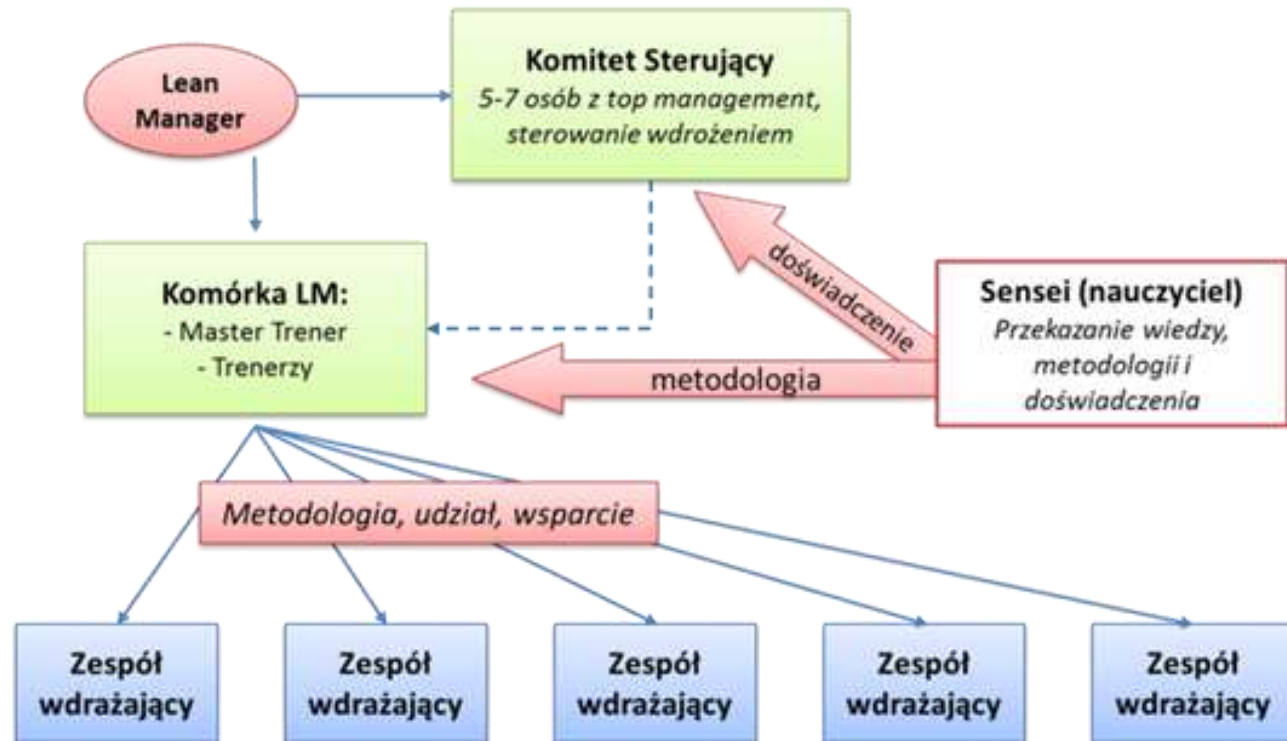 Lean
Manager
Komitet Sterujący
5-7 osób z top management,
sterowanie wdrożeniem
Komórka LM:
- Master Trener
- Trenerzy
doświadczenie
metodologia
Sensei (nauczyciel)
Przekazanie wiedzy,
metodologii i
doświadczenia
Metodologia, udział, wsparcie
Zespół
wdrażający
Zespół
wdrażający
Zespół
wdrażający
Zespół
wdrażający
Zespół
wdrażający